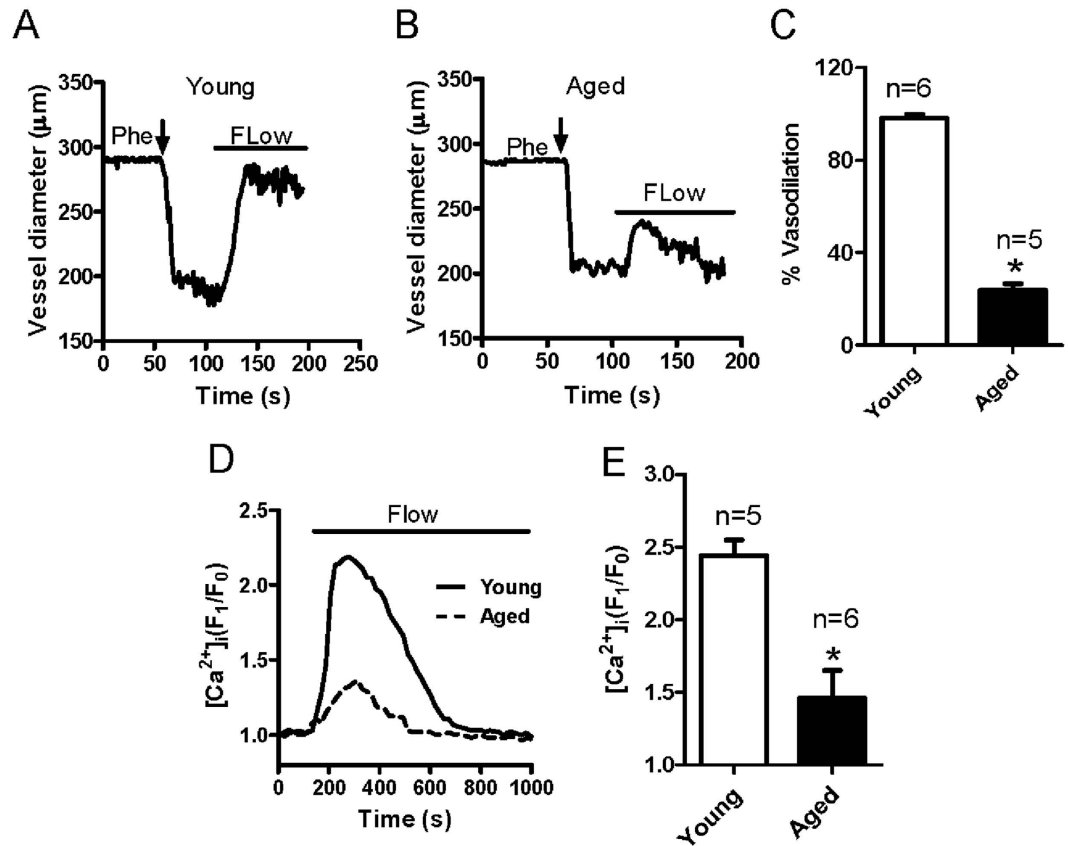 A
Vessel diameter (μm)
350
300
250
200
150
Young
Phe
FLow
0 50 100 150 200 250
Time (s)
B
Vessel diameter (μm)
350
300
250
200
150
Aged
Phe
FLow
0 50 100 150 200
Time (s)
C
% Vasodilation
120
80
40
0
n=6
n=5
*
Young
Aged
D
[Ca²⁺]ᵢ(F₁/F₀)
2.5
2.0
1.5
1.0
Flow
Young
Aged
0 200 400 600 800 1000
Time (s)
E
[Ca²⁺]ᵢ(F₁/F₀)
3.0
2.5
2.0
1.5
1.0
n=5
n=6
*
Young
Aged